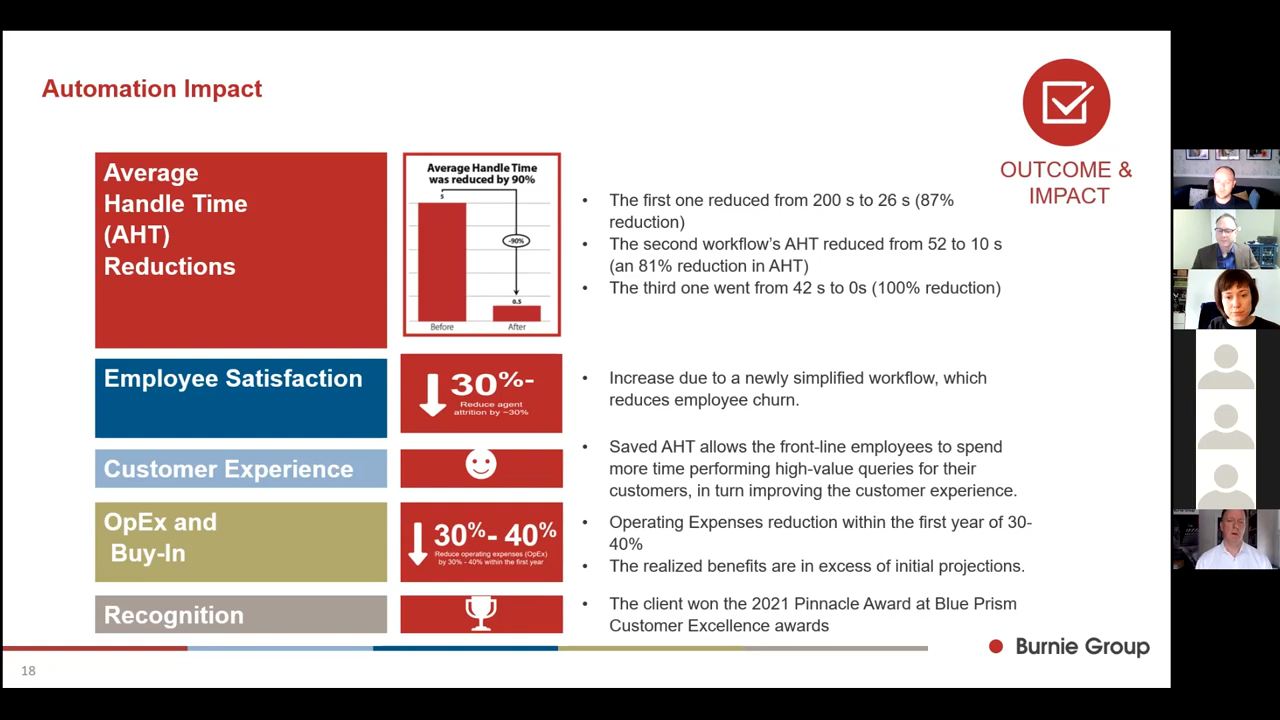 Automation Impact
OUTCOME &
IMPACT
Average
Handle Time
(AHT)
Reductions
Average Handle Time
was reduced by 90%
5
-90%
0.5
Before
After
• The first one reduced from 200 s to 26 s (87%
reduction)
• The second workflow’s AHT reduced from 52 to 10 s
(an 81% reduction in AHT)
• The third one went from 42 s to 0s (100% reduction)
Employee Satisfaction
30%-
Reduce agent
attrition by ~30%
• Increase due to a newly simplified workflow, which
reduces employee churn.
Customer Experience
• Saved AHT allows the front-line employees to spend
more time performing high-value queries for their
customers, in turn improving the customer experience.
OpEx and
Buy-In
30%- 40%
Reduce operating expenses (OpEx)
by 30% - 40% within the first year
• Operating Expenses reduction within the first year of 30-
40%
• The realized benefits are in excess of initial projections.
Recognition
• The client won the 2021 Pinnacle Award at Blue Prism
Customer Excellence awards
Burnie Group
18